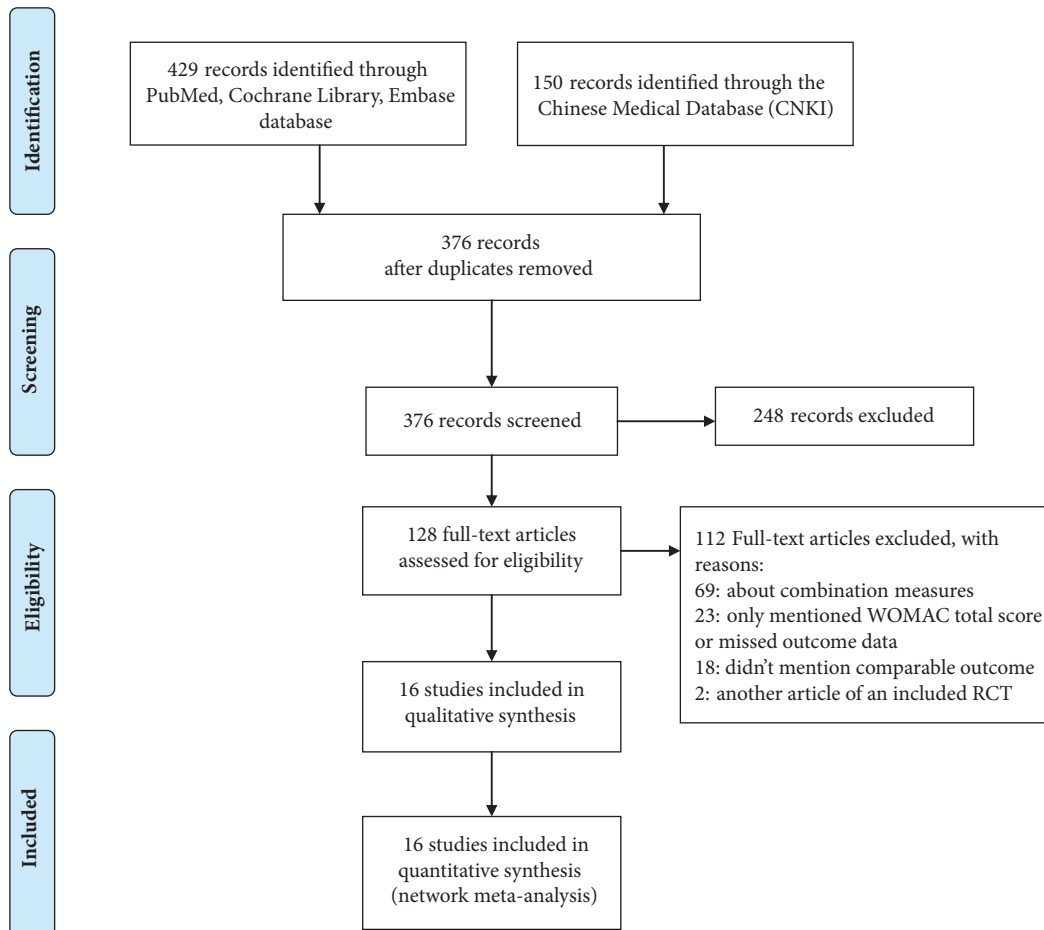 Identification
429 records identified through
PubMed, Cochrane Library, Embase
database
150 records identified through the
Chinese Medical Database (CNKI)
376 records
after duplicates removed
Screening
376 records screened
248 records excluded
Eligibility
128 full-text articles
assessed for eligibility
112 Full-text articles excluded, with
reasons:
69: about combination measures
23: only mentioned WOMAC total score
or missed outcome data
18: didn't mention comparable outcome
2: another article of an included RCT
16 studies included in
qualitative synthesis
Included
16 studies included in
quantitative synthesis
(network meta-analysis)